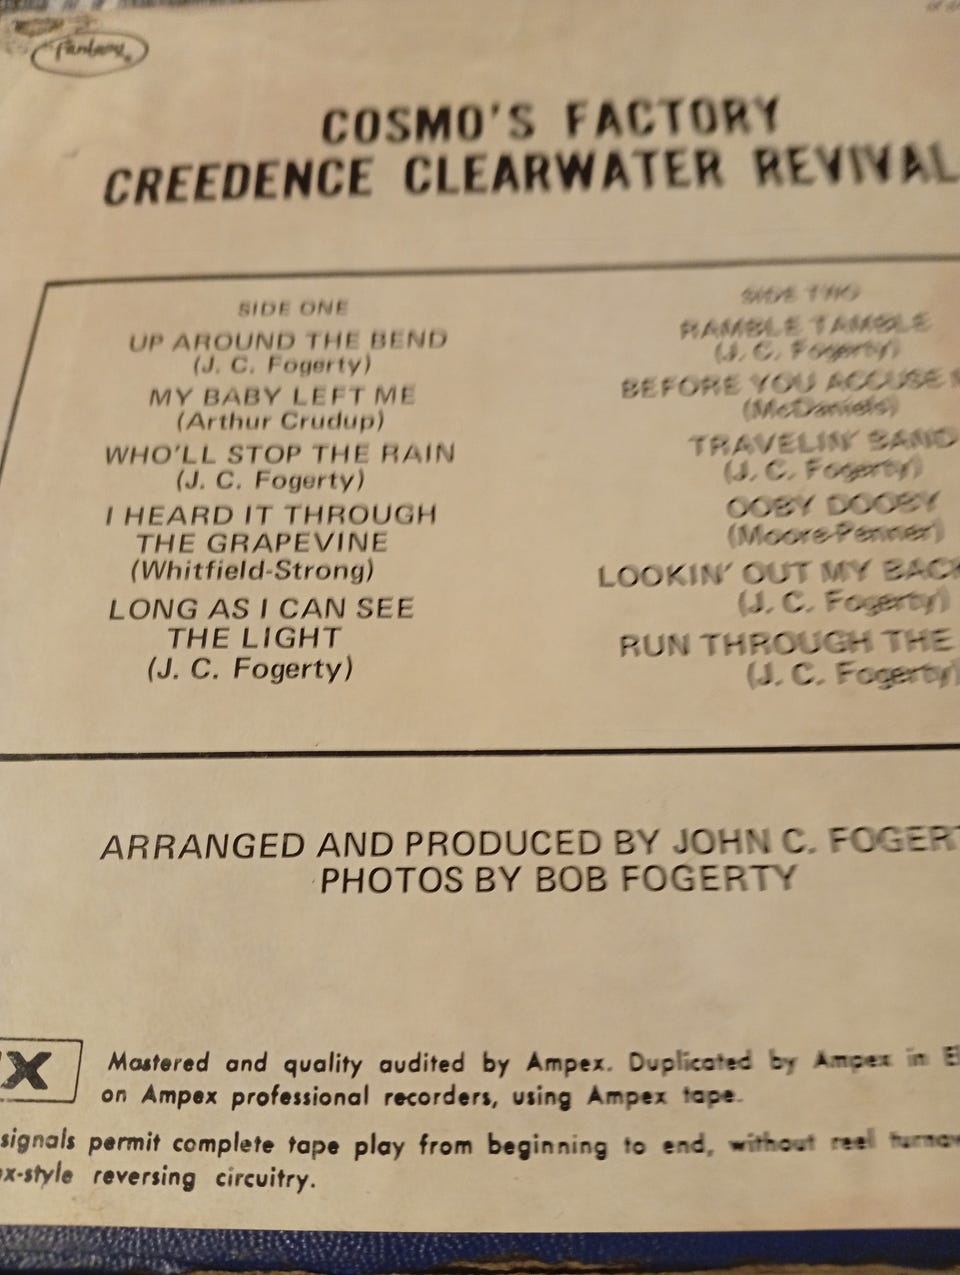 Fantasy
COSMO'S FACTORY
CREEDENCE CLEARWATER REVIVAL
SIDE ONE
UP AROUND THE BEND
(J. C. Fogerty)
MY BABY LEFT ME
(Arthur Crudup)
WHO'LL STOP THE RAIN
(J. C. Fogerty)
I HEARD IT THROUGH
THE GRAPEVINE
(Whitfield-Strong)
LONG AS I CAN SEE
THE LIGHT
(J. C. Fogerty)
SIDE TWO
RAMBLE TAMBLE
(J. C. Fogerty)
BEFORE YOU ACCUSE M
(McDaniels)
TRAVELIN' BAND
(J. C. Fogerty)
OOBY DOOBY
(Moore-Penner)
LOOKIN' OUT MY BACK
(J. C. Fogerty)
RUN THROUGH THE
(J. C. Fogerty)
ARRANGED AND PRODUCED BY JOHN C. FOGERT
PHOTOS BY BOB FOGERTY
X Mastered and quality audited by Ampex. Duplicated by Ampex in El
on Ampex professional recorders, using Ampex tape.
signals permit complete tape play from beginning to end, without reel turnov
x-style reversing circuitry.